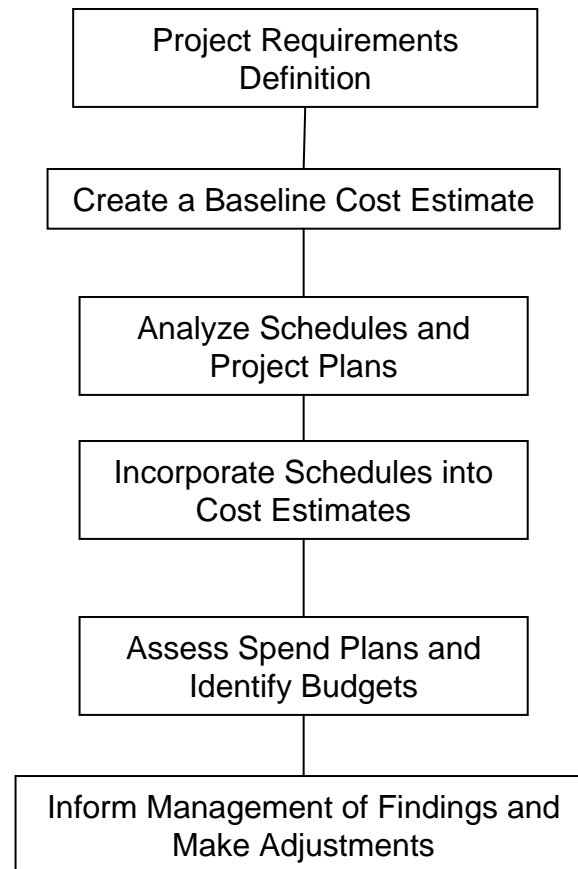 Project Requirements
Definition
Create a Baseline Cost Estimate
Analyze Schedules and
Project Plans
Incorporate Schedules into
Cost Estimates
Assess Spend Plans and
Identify Budgets
Inform Management of Findings and
Make Adjustments